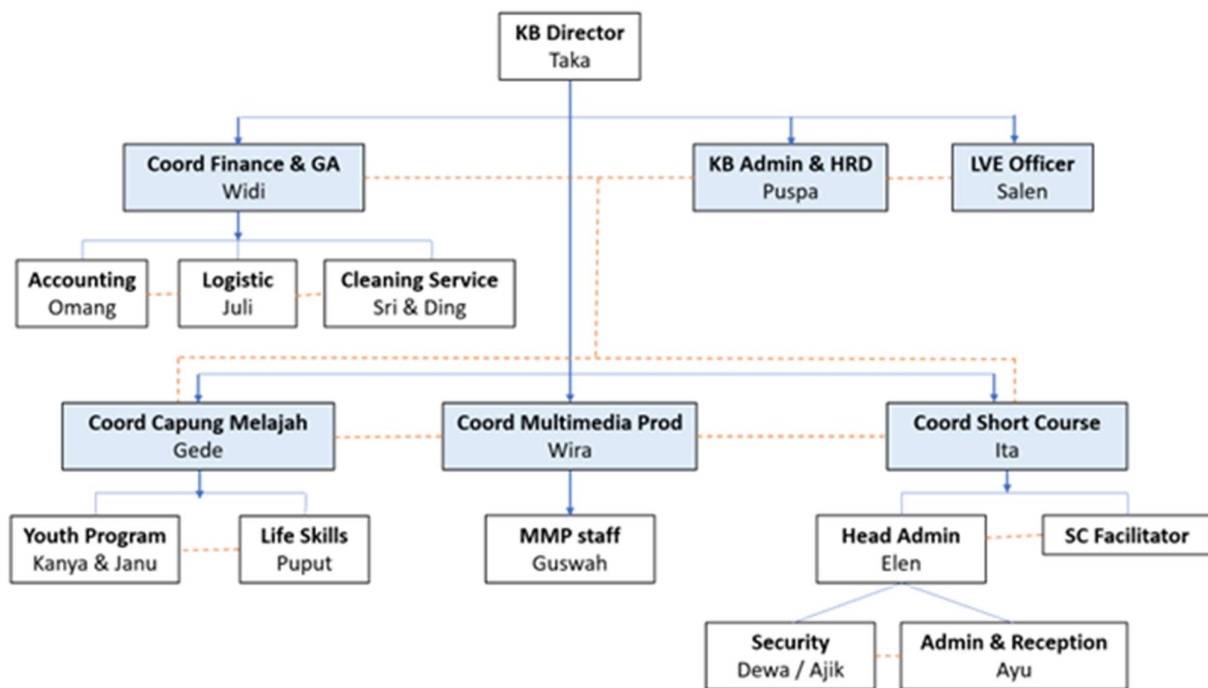 KB Director
Taka
Coord Finance & GA
Widi
KB Admin & HRD
Puspa
LVE Officer
Salen
Accounting
Omang
Logistic
Juli
Cleaning Service
Sri & Ding
Coord Capung Melajah
Gede
Coord Multimedia Prod
Wira
Coord Short Course
Ita
Youth Program
Kanya & Janu
Life Skills
Puput
MMP staff
Guswah
Head Admin
Elen
SC Facilitator
Security
Dewa / Ajik
Admin & Reception
Ayu